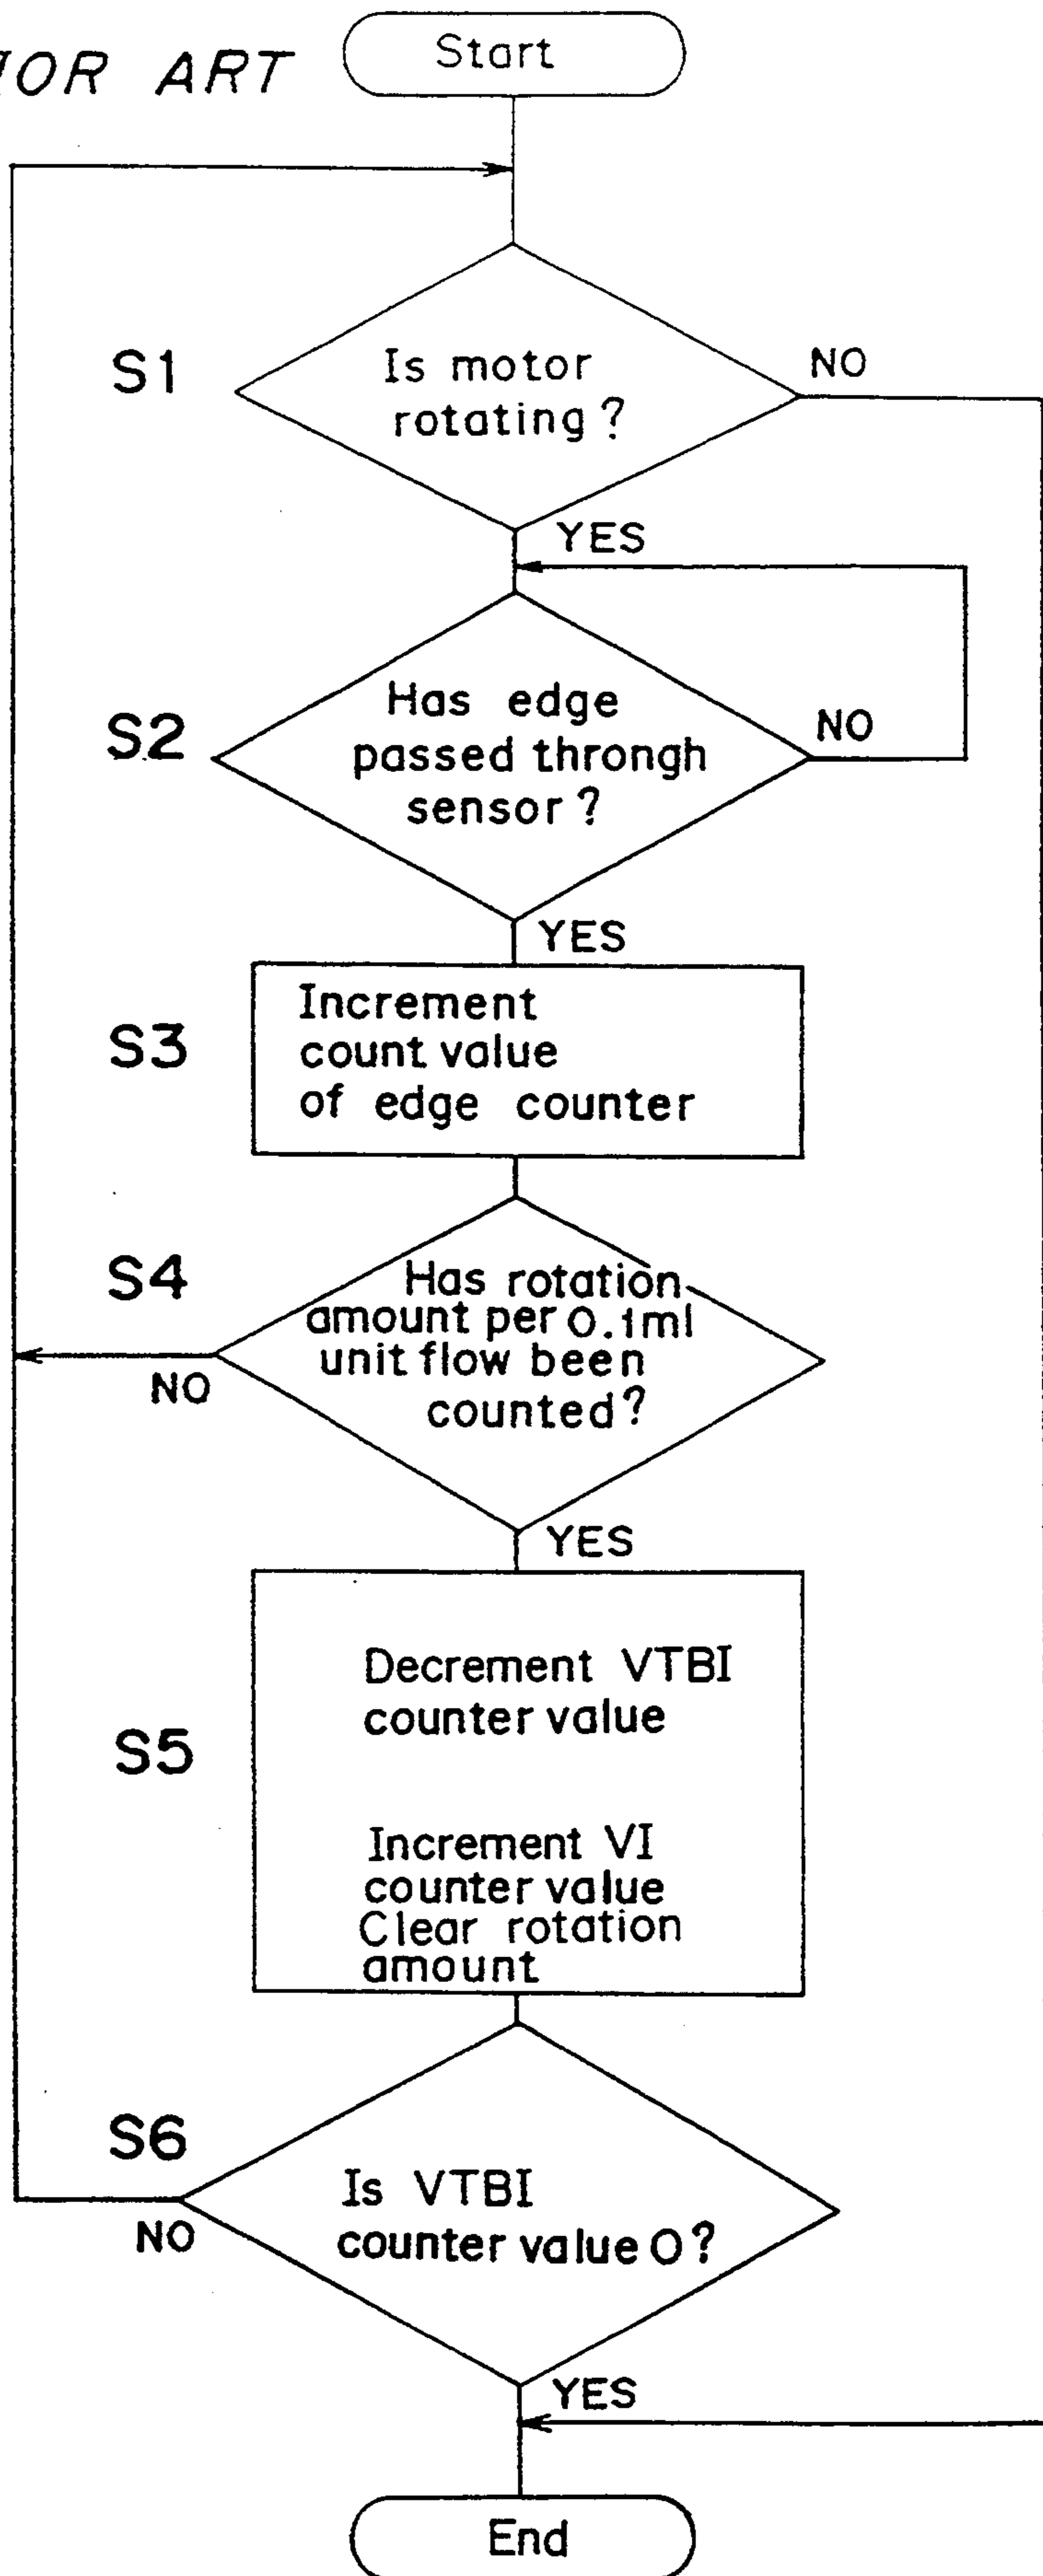 ART
Start
S1
Is motor
rotating?
NO
YES
S2
Has edge
passed throngh
sensor?
NO
YES
S3
Increment
count value
of edge counter
S4
Has rotation
amount per 0.1ml
unit flow been
counted?
NO
YES
S5
Decrement VTBI
counter value
Increment VI
counter value
Clear rotation
amount
S6
Is VTBI
counter value 0?
NO
YES
End